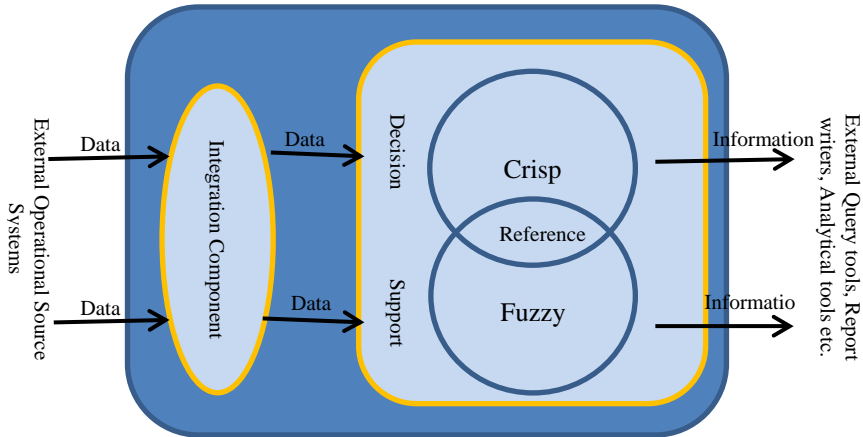 External Operational Source
Systems
Data
Data
Integration Component
Data
Data
Decision
Support
Crisp
Reference
Fuzzy
Information
Informatio
External Query tools, Report
writers, Analytical tools etc.